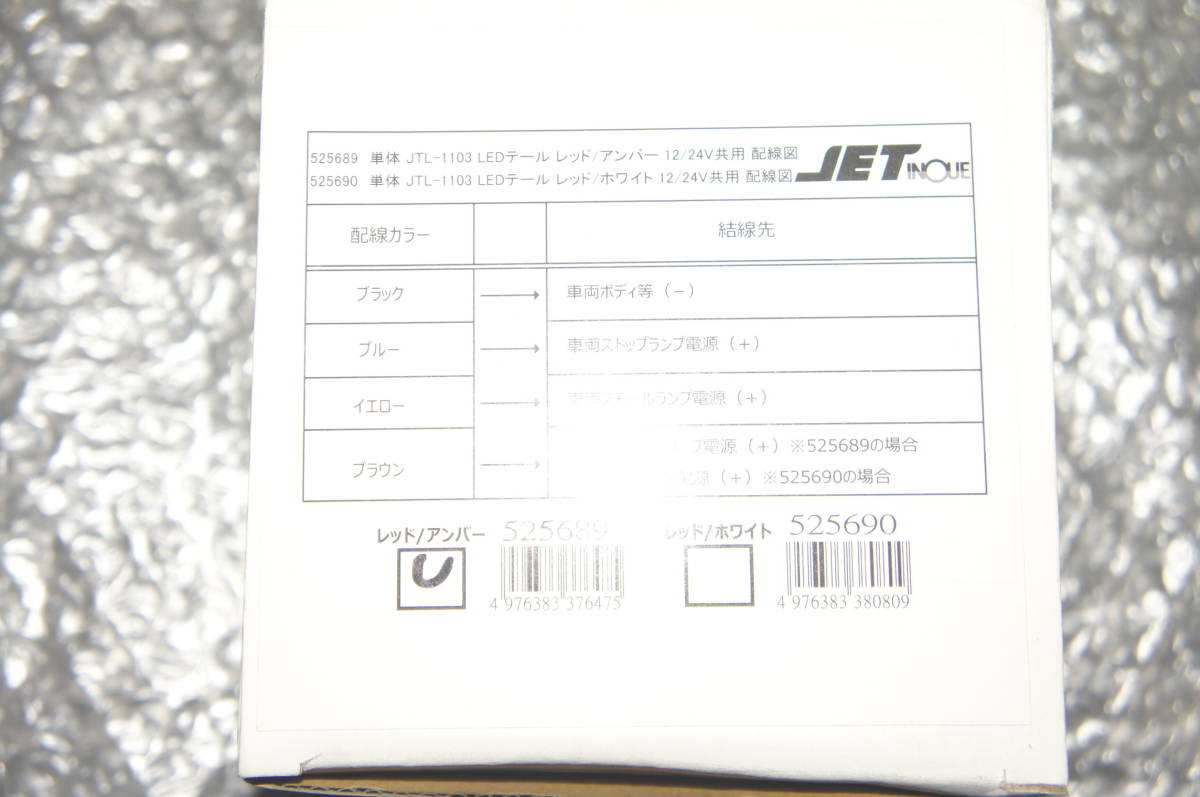 525689 単体 JTL-1103 LEDテール レッド/アンバー 12/24V共用 配線図
525690 単体 JTL-1103 LEDテール レッド/ホワイト 12/24V共用 配線図
JET INOUE
配線カラー 結線先
ブラック 車両ボディ等（－）
ブルー 車両ストップランプ電源（＋）
イエロー 車両スモールランプ電源（＋）
ブラウン
プ電源（＋）※525689の場合
電源（＋）※525690の場合
レッド/アンバー 525689 レッド/ホワイト 525690
4 976383 376475 4 976383 380809